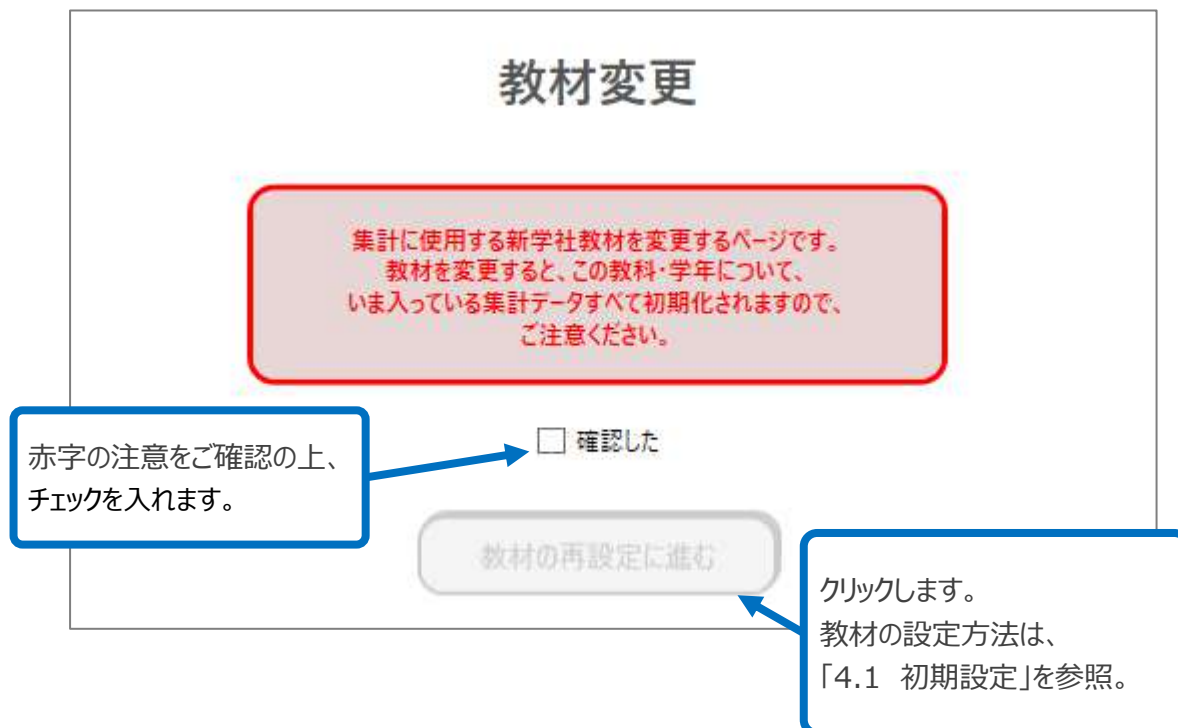 教材変更
集計に使用する新学社教材を変更するページです。
教材を変更すると、この教科・学年について、
いま入っている集計データすべて初期化されますので、
ご注意ください。
確認した
赤字の注意をご確認の上、
チェックを入れます。
教材の再設定に進む
クリックします。
教材の設定方法は、
「4.1 初期設定」を参照。